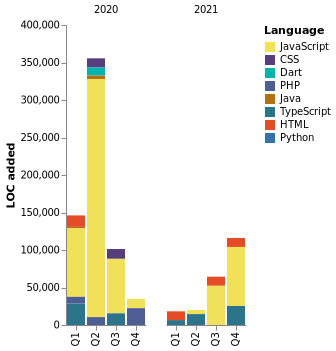 2020 2021
Language
JavaScript
CSS
Dart
PHP
Java
TypeScript
HTML
Python
LOC added
400,000
350,000
300,000
250,000
200,000
150,000
100,000
50,000
0
Q1 Q2 Q3 Q4 Q1 Q2 Q3 Q4